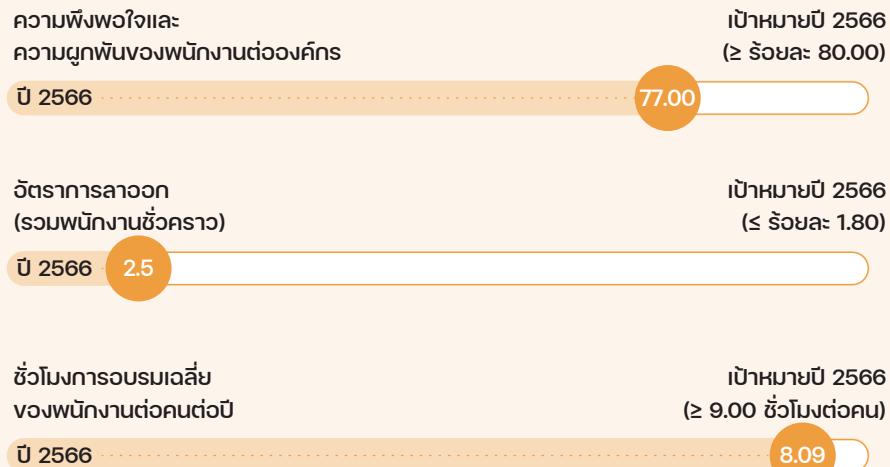 ความพึงพอใจและ
ความผูกพันของพนักงานต่อองค์กร
เป้าหมายปี 2566
(≥ ร้อยละ 80.00)
ปี 2566
77.00
อัตราการลาออก
(รวมพนักงานชั่วคราว)
เป้าหมายปี 2566
(≤ ร้อยละ 1.80)
ปี 2566
2.5
ชั่วโมงการอบรมเฉลี่ย
ของพนักงานต่อคนต่อปี
เป้าหมายปี 2566
(≥ 9.00 ชั่วโมงต่อคน)
ปี 2566
8.09